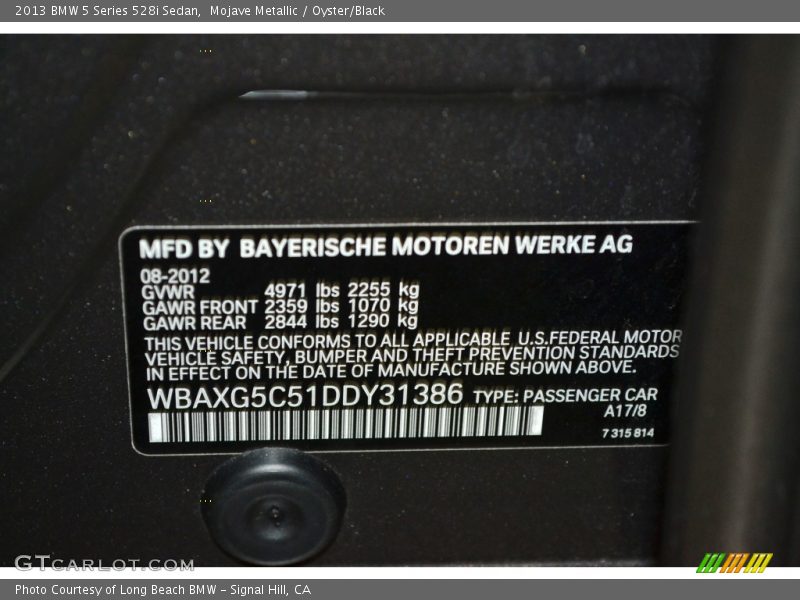 2013 BMW 5 Series 528i Sedan,  Mojave Metallic / Oyster/Black
MFD BY BAYERISCHE MOTOREN WERKE AG
08-2012
GVWR 4971 lbs 2255 kg
GAWR FRONT 2359 lbs 1070 kg
GAWR REAR 2844 lbs 1290 kg
THIS VEHICLE CONFORMS TO ALL APPLICABLE U.S.FEDERAL MOTOR
VEHICLE SAFETY, BUMPER AND THEFT PREVENTION STANDARDS
IN EFFECT ON THE DATE OF MANUFACTURE SHOWN ABOVE.
WBAXG5C51DDY31386 TYPE: PASSENGER CAR
A17/8
7 315 814
GTCARLOT.COM
Photo Courtesy of Long Beach BMW – Signal Hill, CA